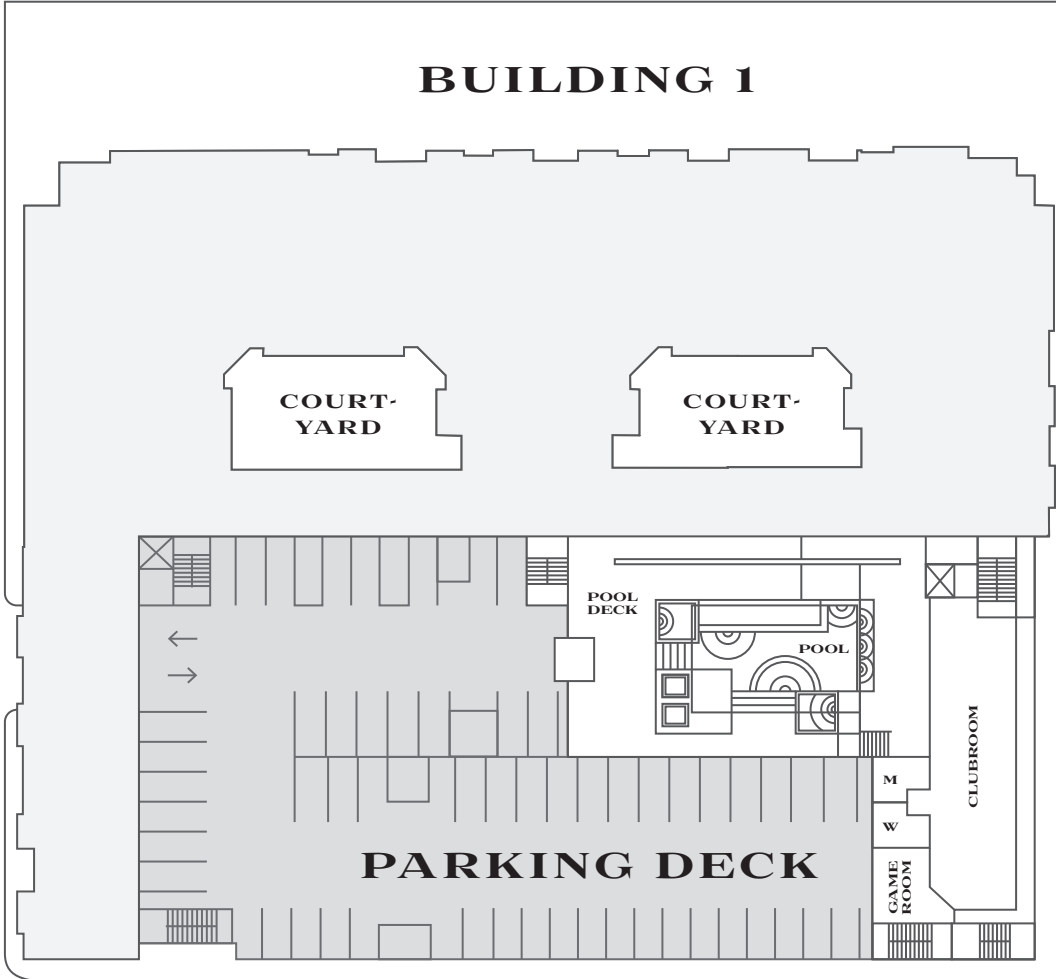 BUILDING 1
COURT-
YARD
COURT-
YARD
POOL
DECK
POOL
CLUBROOM
M
W
PARKING DECK
GAME
ROOM